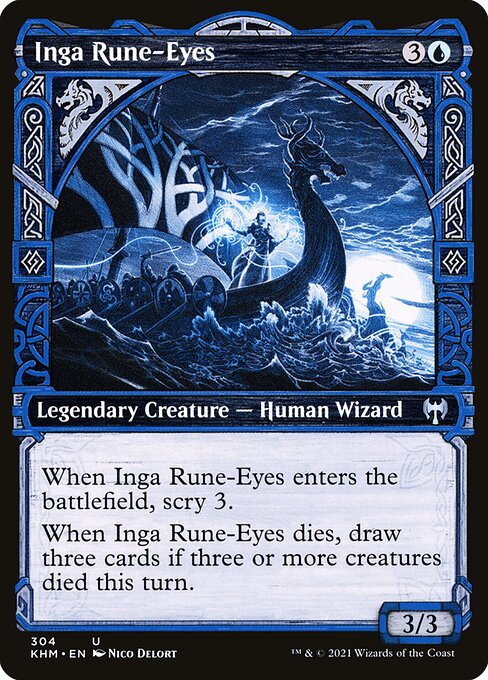 Inga Rune-Eyes 3
Legendary Creature — Human Wizard
When Inga Rune-Eyes enters the
battlefield, scry 3.
When Inga Rune-Eyes dies, draw
three cards if three or more creatures
died this turn.
3/3
304 U
KHM • EN Nico Delort
™ & © 2021 Wizards of the Coast